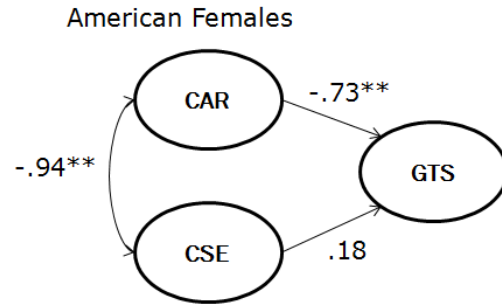 American Females
CAR
-.73**
-.94**
GTS
CSE
.18